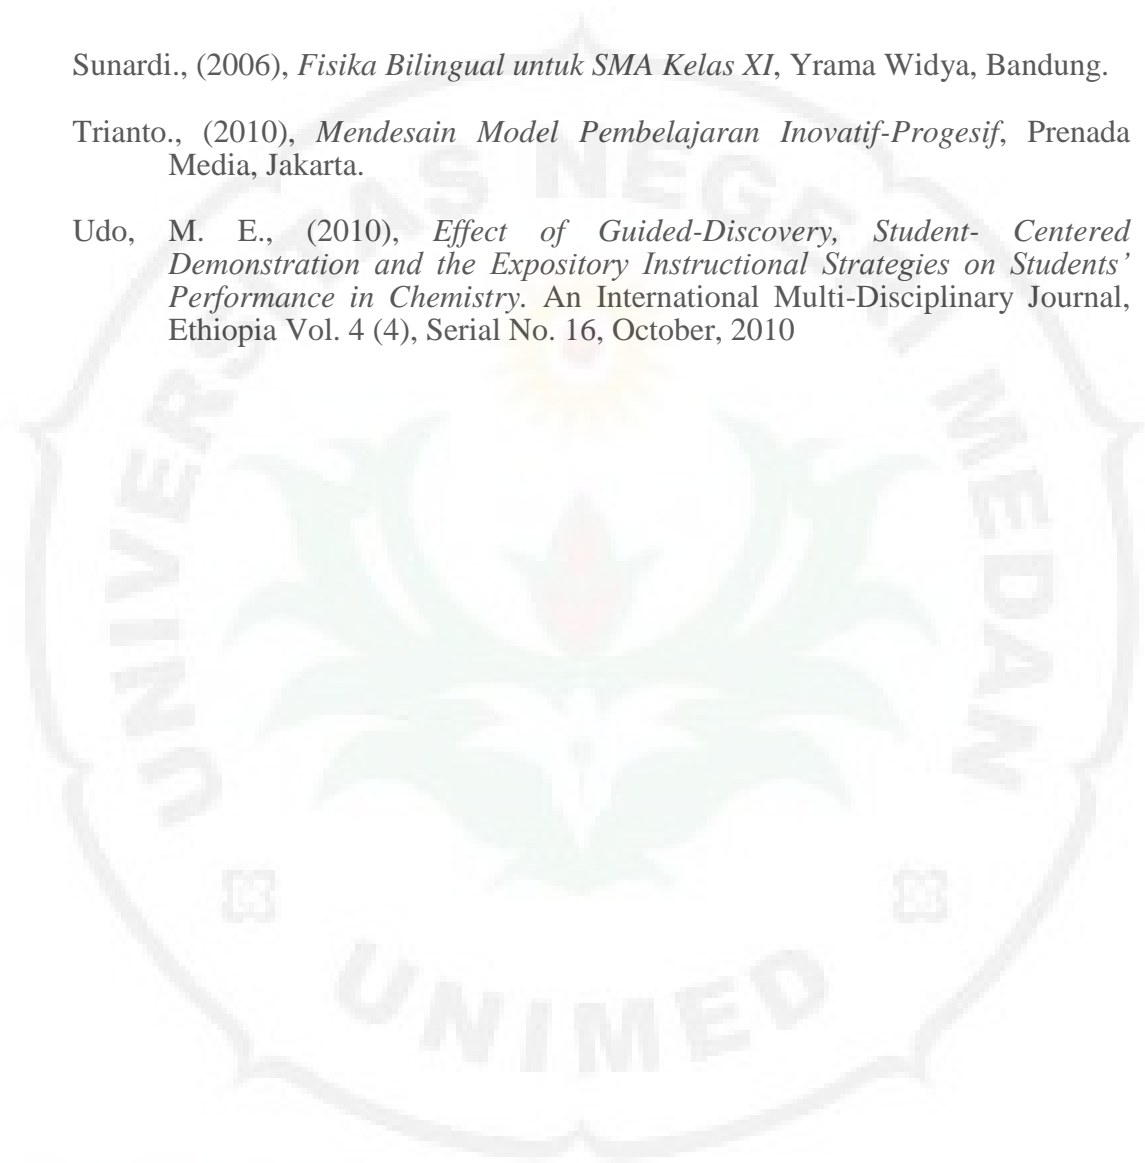 Sunardi., (2006), Fisika Bilingual untuk SMA Kelas XI, Yrama Widya, Bandung.
Trianto., (2010), Mendesain Model Pembelajaran Inovatif-Progesif, Prenada
Media, Jakarta.
Udo, M. E., (2010), Effect of Guided-Discovery, Student- Centered
Demonstration and the Expository Instructional Strategies on Students’
Performance in Chemistry. An International Multi-Disciplinary Journal,
Ethiopia Vol. 4 (4), Serial No. 16, October, 2010
UNIVERSITAS NEGERI MEDAN
UNIMED